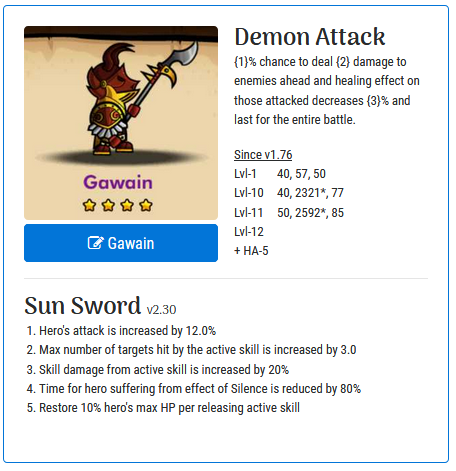 Demon Attack
{1}% chance to deal {2} damage to
enemies ahead and healing effect on
those attacked decreases {3}% and
last for the entire battle.
Since v1.76
Lvl-1 40, 57, 50
Lvl-10 40, 2321*, 77
Lvl-11 50, 2592*, 85
Lvl-12
+ HA-5
Gawain
Gawain
Sun Sword v2.30
1. Hero's attack is increased by 12.0%
2. Max number of targets hit by the active skill is increased by 3.0
3. Skill damage from active skill is increased by 20%
4. Time for hero suffering from effect of Silence is reduced by 80%
5. Restore 10% hero's max HP per releasing active skill